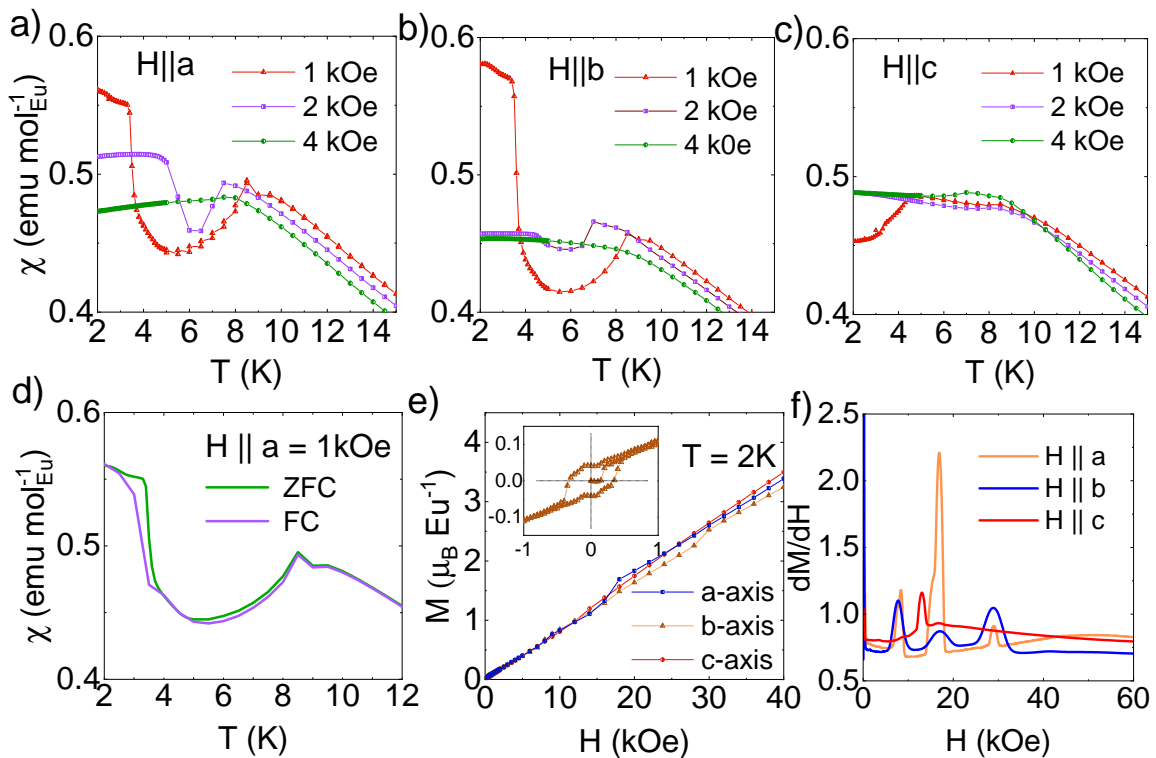 a)
0.6
0.5
0.4
χ (emu mol⁻¹Eu)
H||a
1 kOe
2 kOe
4 kOe
2 4 6 8 10 12 14
T (K)
b)
0.6
0.5
0.4
H||b
1 kOe
2 kOe
4 k0e
2 4 6 8 10 12 14
T (K)
c)
0.6
0.5
0.4
H||c
1 kOe
2 kOe
4 kOe
2 4 6 8 10 12 14
T (K)
d)
0.6
0.5
0.4
χ (emu mol⁻¹Eu)
H || a = 1kOe
ZFC
FC
2 4 6 8 10 12
T (K)
e)
4
3
2
1
0
M (μB Eu⁻¹)
0.1
0.0
-0.1
-1 0 1
T = 2K
a-axis
b-axis
c-axis
0 10 20 30 40
H (kOe)
f)
2.5
2.0
1.5
1.0
0.5
dM/dH
H || a
H || b
H || c
0 20 40 60
H (kOe)